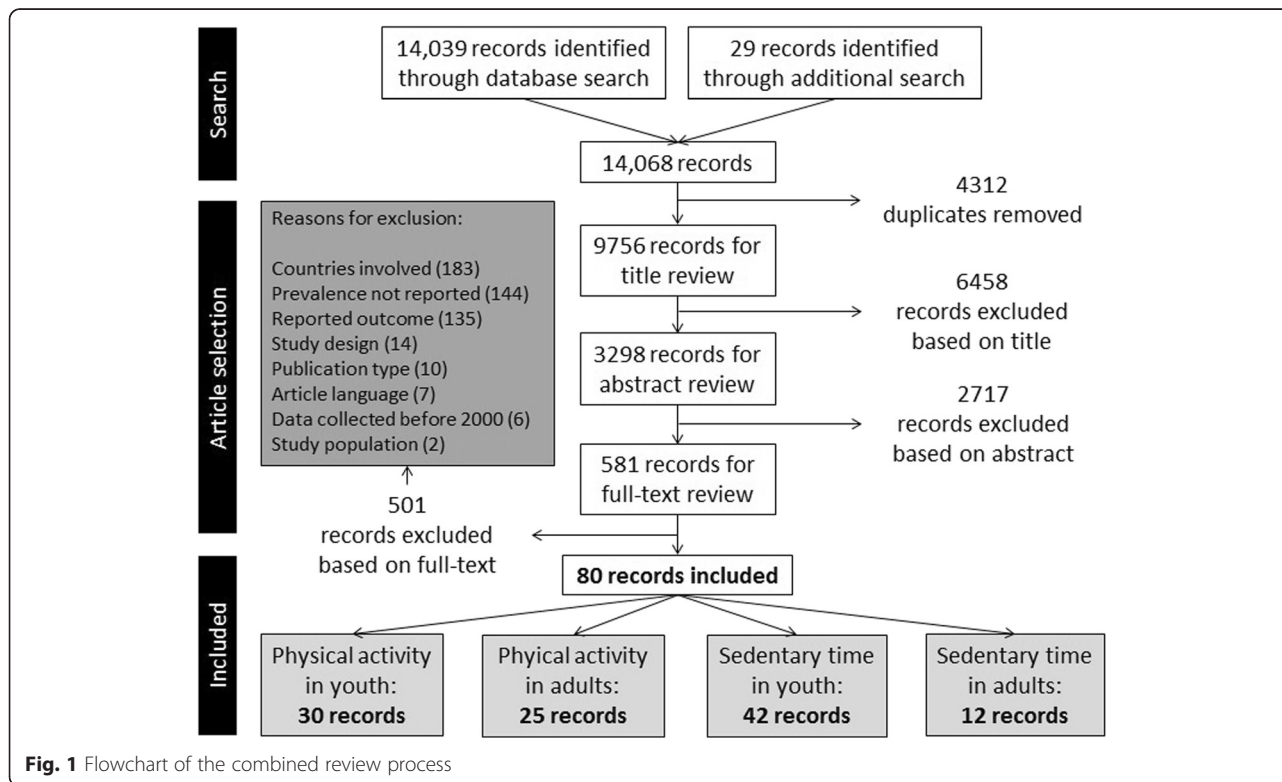 Search
14,039 records identified
through database search
29 records identified
through additional search
14,068 records
4312
duplicates removed
Article selection
Reasons for exclusion:
Countries involved (183)
Prevalence not reported (144)
Reported outcome (135)
Study design (14)
Publication type (10)
Article language (7)
Data collected before 2000 (6)
Study population (2)
9756 records for
title review
6458
records excluded
based on title
3298 records for
abstract review
2717
records excluded
based on abstract
581 records for
full-text review
501
records excluded
based on full-text
Included
80 records included
Physical activity
in youth:
30 records
Phyical activity
in adults:
25 records
Sedentary time
in youth:
42 records
Sedentary time
in adults:
12 records
Fig. 1 Flowchart of the combined review process